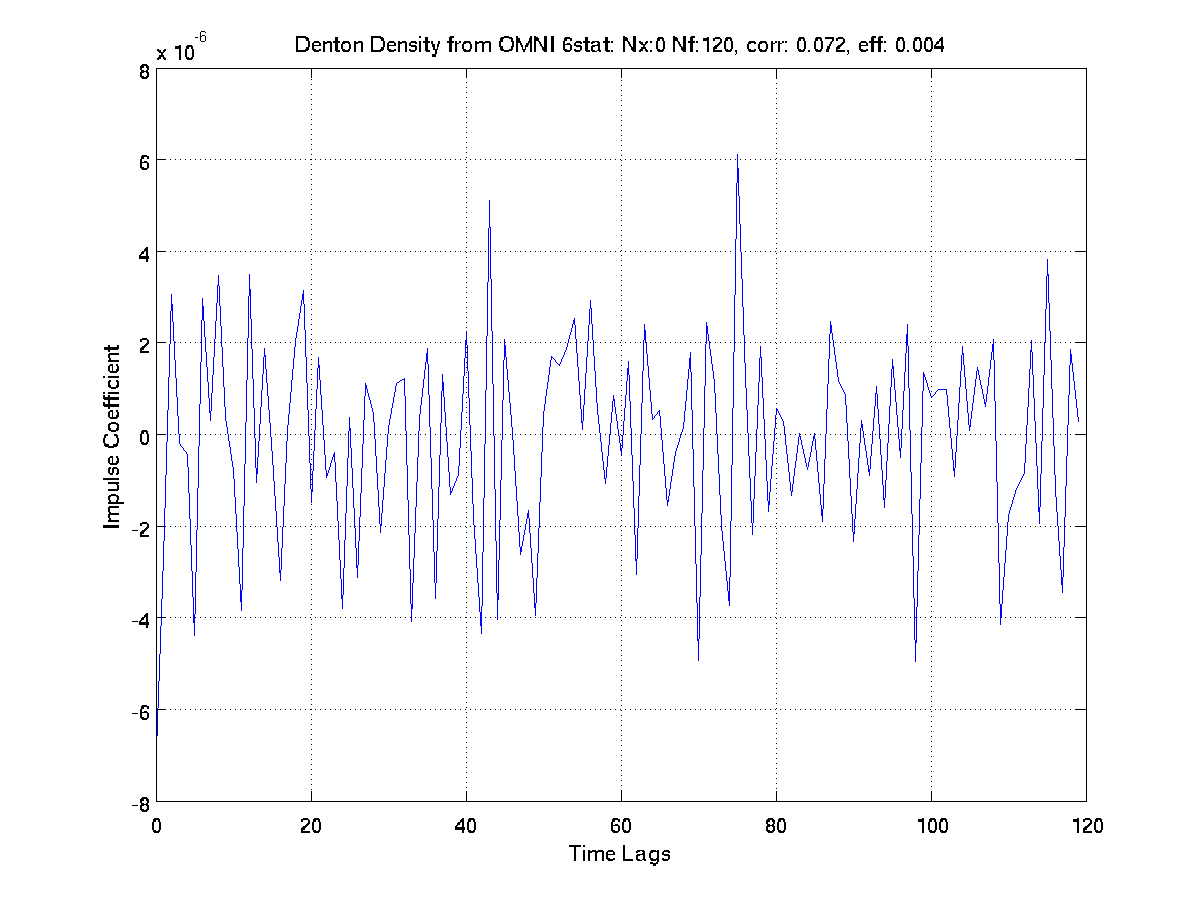 x 10^-6
Denton Density from OMNI 6stat: Nx:0 Nf:120, corr: 0.072, eff: 0.004
8
6
4
2
0
-2
-4
-6
-8
Impulse Coefficient
0 20 40 60 80 100 120
Time Lags